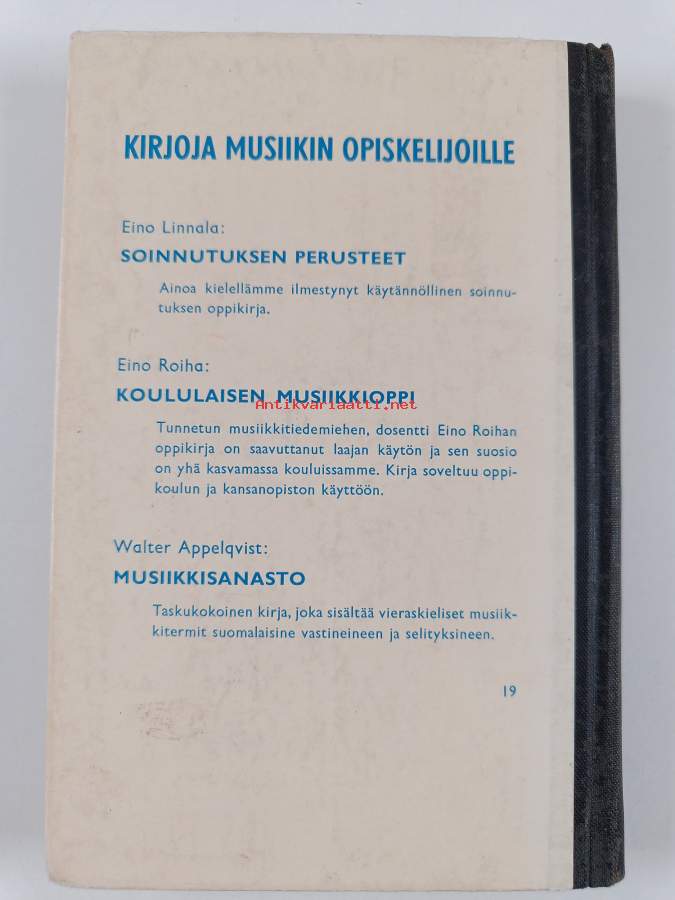 KIRJOJA MUSIIKIN OPISKELIJOILLE
Eino Linnala:
SOINNUTUKSEN PERUSTEET
Ainoa kielellämme ilmestynyt käytännöllinen soinnu-
tuksen oppikirja.
Eino Roiha:
KOULULAISEN MUSIIKKIOPPI
Antikvariaatti.net
Tunnetun musiikkitiedemiehen, dosentti Eino Roihan
oppikirja on saavuttanut laajan käytön ja sen suosio
on yhä kasvamassa kouluissamme. Kirja soveltuu oppi-
koulun ja kansanopiston käyttöön.
Walter Appelqvist:
MUSIIKKISANASTO
Taskukokoinen kirja, joka sisältää vieraskieliset musiik-
kitermit suomalaisine vastineineen ja selityksineen.
19